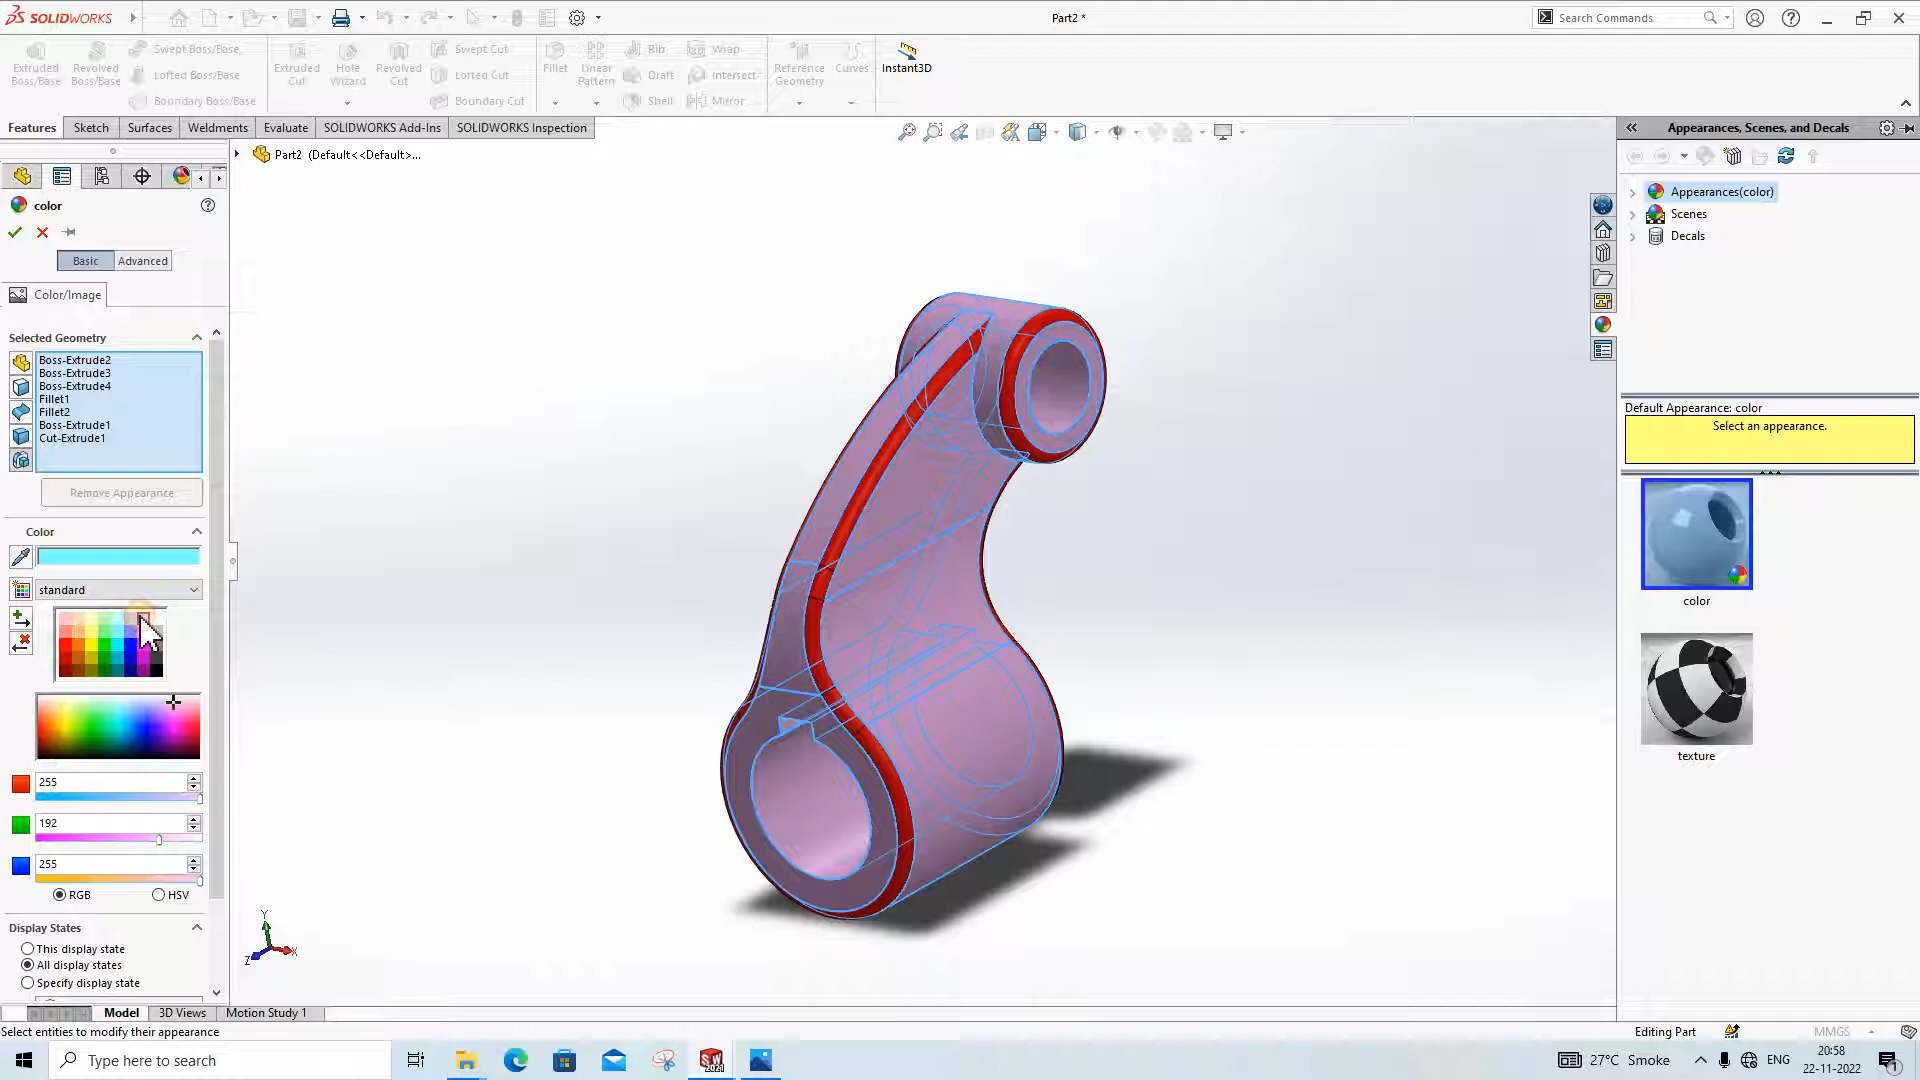 SOLIDWORKS
Part2 *
Search Commands
Extruded Boss/Base
Revolved Boss/Base
Swept Boss/Base
Lofted Boss/Base
Boundary Boss/Base
Extruded Cut
Hole Wizard
Revolved Cut
Swept Cut
Lofted Cut
Boundary Cut
Fillet
Linear Pattern
Rib
Draft
Shell
Wrap
Intersect
Mirror
Reference Geometry
Curves
Instant3D
Features
Sketch
Surfaces
Weldments
Evaluate
SOLIDWORKS Add-Ins
SOLIDWORKS Inspection
Part2 (Default<<Default>...
color
Basic
Advanced
Color/Image
Selected Geometry
Boss-Extrude2
Boss-Extrude3
Boss-Extrude4
Fillet1
Fillet2
Boss-Extrude1
Cut-Extrude1
Remove Appearance
Color
standard
255
192
255
RGB
HSV
Display States
This display state
All display states
Specify display state
Y
X
Z
Appearances, Scenes, and Decals
Appearances(color)
Scenes
Decals
Default Appearance: color
Select an appearance.
color
texture
Model
3D Views
Motion Study 1
Select entities to modify their appearance
Editing Part
MMGS
Type here to search
SW
2021
27°C Smoke
ENG
20:58
22-11-2022
1